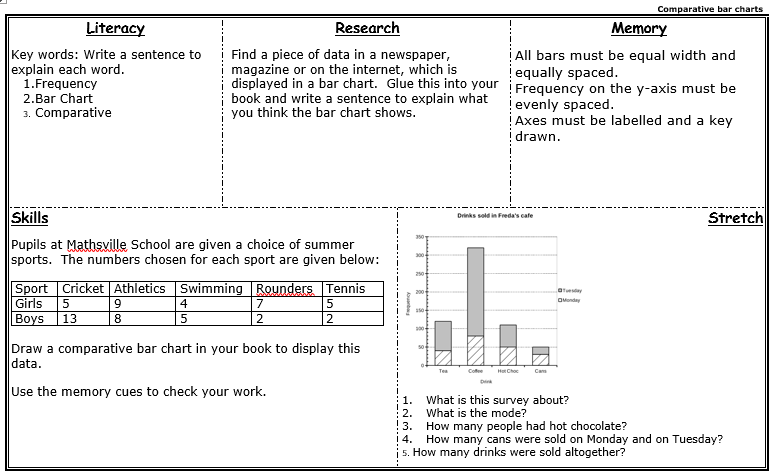 Comparative bar charts
Literacy
Key words: Write a sentence to
explain each word.
1.Frequency
2.Bar Chart
3. Comparative
Research
Find a piece of data in a newspaper,
magazine or on the internet, which is
displayed in a bar chart.  Glue this into your
book and write a sentence to explain what
you think the bar chart shows.
Memory
All bars must be equal width and
equally spaced.
Frequency on the y-axis must be
evenly spaced.
Axes must be labelled and a key
drawn.
Skills
Pupils at Mathsville School are given a choice of summer
sports.  The numbers chosen for each sport are given below:
Sport Cricket Athletics Swimming Rounders Tennis
Girls 5 9 4 7 5
Boys 13 8 5 2 2
Draw a comparative bar chart in your book to display this
data.
Use the memory cues to check your work.
Stretch
Drinks sold in Freda's cafe
350
300
250
200
150
100
50
0
Frequency
Tea Coffee Hot Choc Cans
Drink
Tuesday
Monday
1. What is this survey about?
2. What is the mode?
3. How many people had hot chocolate?
4. How many cans were sold on Monday and on Tuesday?
5. How many drinks were sold altogether?